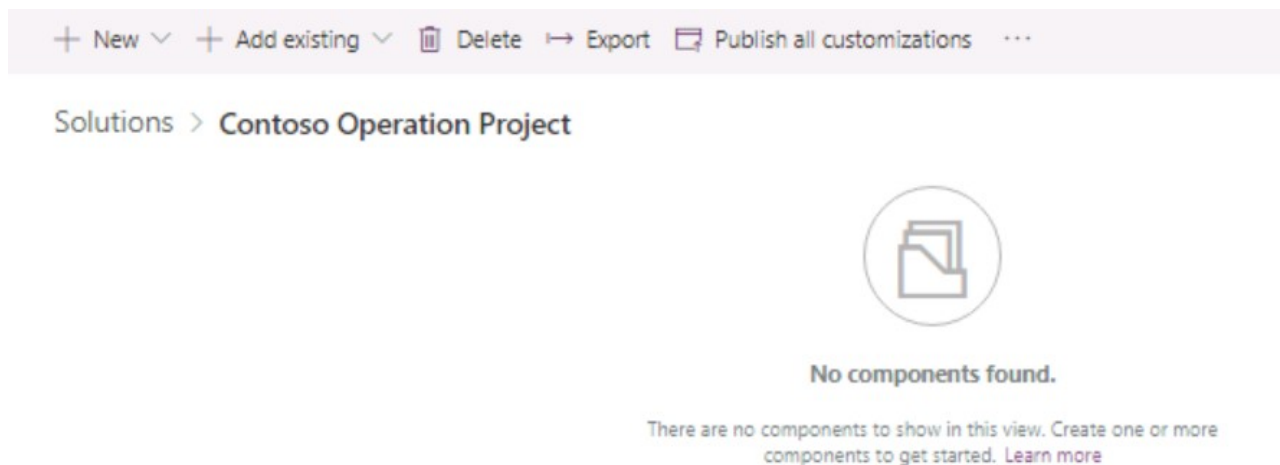 + New + Add existing Delete Export Publish all customizations ...
Solutions > Contoso Operation Project
No components found.
There are no components to show in this view. Create one or more
components to get started. Learn more